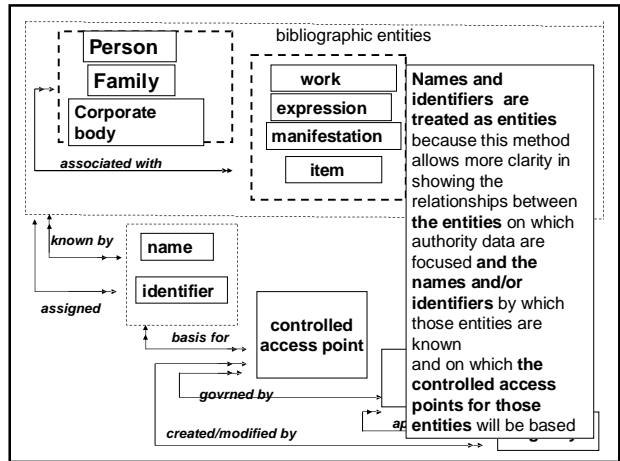 bibliographic entities
Person
Family
Corporate
body
associated with
work
expression
manifestation
item
Names and
identifiers are
treated as entities
because this method
allows more clarity in
showing the
relationships between
the entities on which
authority data are
focused and the
names and/or
identifiers by which
those entities are
known
and on which the
controlled access
points for those
entities will be based
known by
name
assigned
identifier
basis for
controlled
access point
govrned by
created/modified by